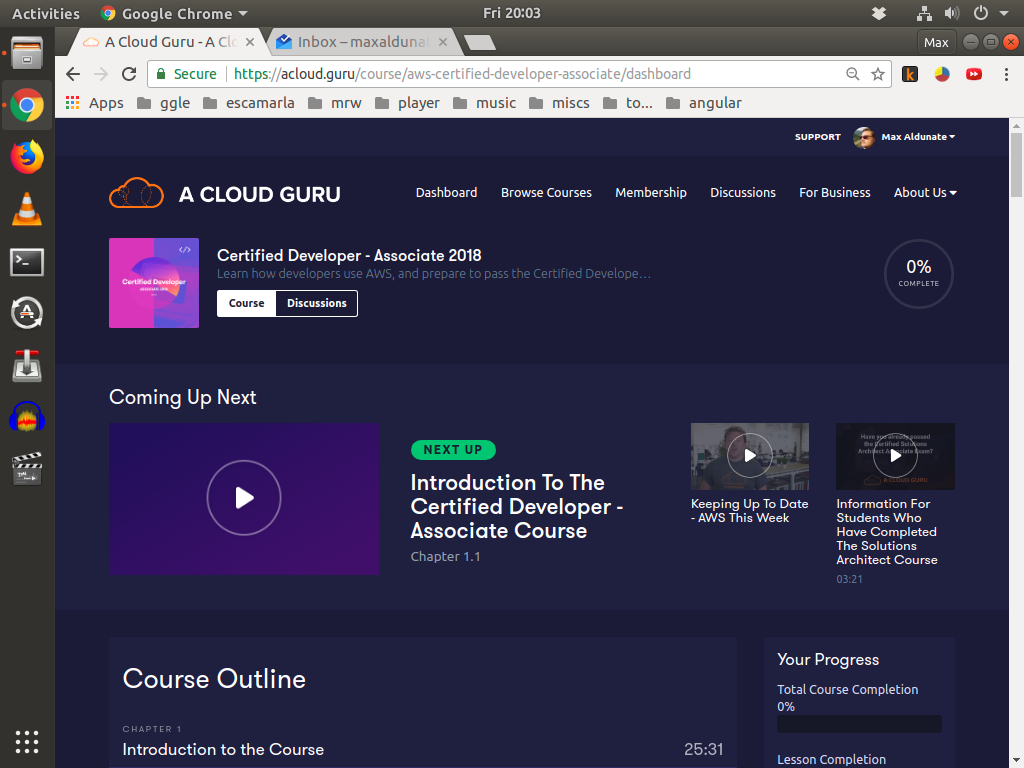 Activities
Google Chrome
Fri 20:03
A Cloud Guru - A Clo
Inbox – maxaldunat
Max
Secure
https://acloud.guru/course/aws-certified-developer-associate/dashboard
Apps
ggle
escamarla
mrw
player
music
miscs
to...
angular
SUPPORT
Max Aldunate
A CLOUD GURU
Dashboard
Browse Courses
Membership
Discussions
For Business
About Us
Certified Developer
ASSOCIATE 2018
Certified Developer - Associate 2018
Learn how developers use AWS, and prepare to pass the Certified Develope…
Course
Discussions
0%
COMPLETE
Coming Up Next
NEXT UP
Introduction To The
Certified Developer -
Associate Course
Chapter 1.1
Keeping Up To Date
- AWS This Week
Have you already passed
the Certified Solutions
Architect Associate Exam?
A CLOUD GURU
Information For
Students Who
Have Completed
The Solutions
Architect Course
03:21
Course Outline
CHAPTER 1
Introduction to the Course
25:31
Your Progress
Total Course Completion
0%
Lesson Completion